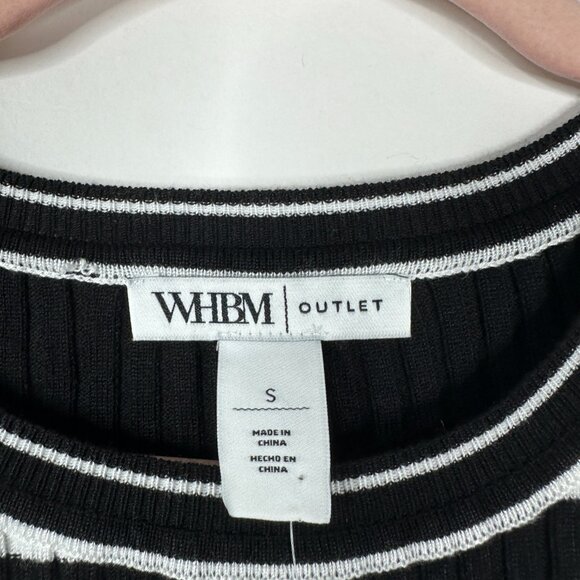 WHBM | OUTLET
S
MADE IN
CHINA
HECHO EN
CHINA